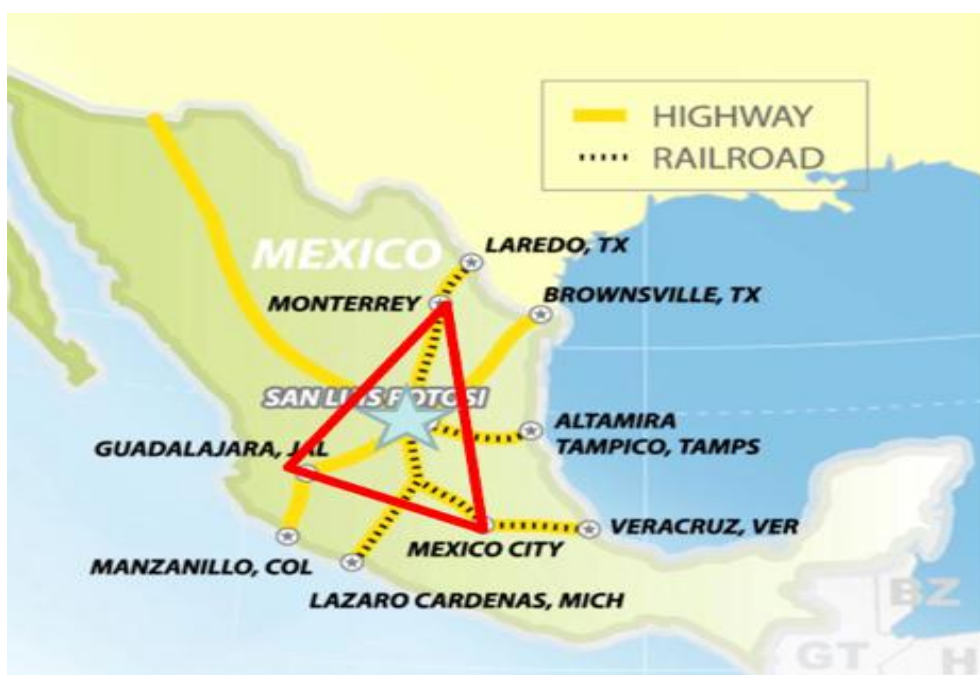 HIGHWAY
RAILROAD
MEXICO
LAREDO, TX
MONTERREY
BROWNSVILLE, TX
SAN LUIS POTOSI
ALTAMIRA
TAMPICO, TAMPS
GUADALAJARA, JAL
VERACRUZ, VER
MEXICO CITY
MANZANILLO, COL
LAZARO CARDENAS, MICH
BZ
GT
H